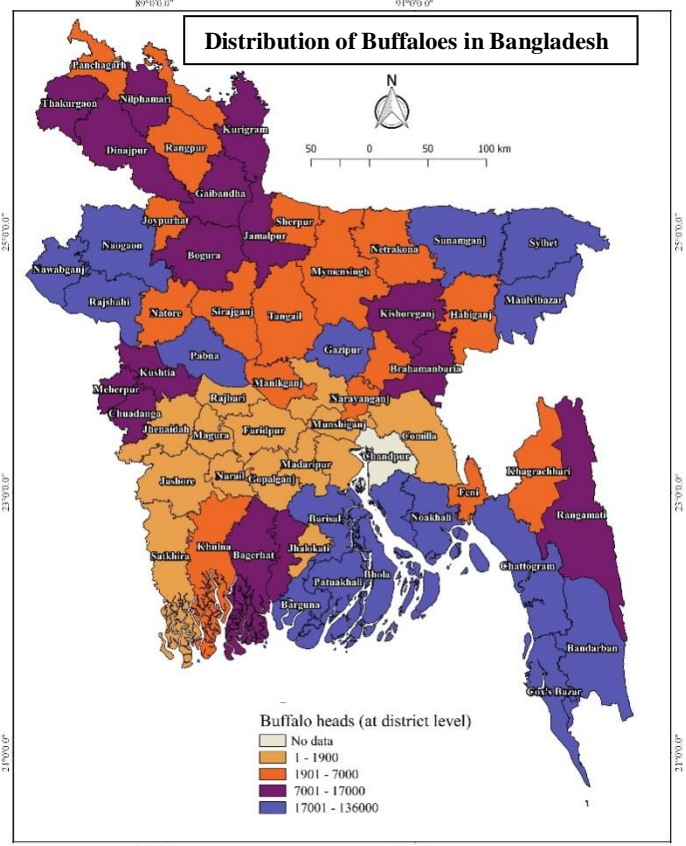 89°0'0.0" 91°0'0.0"
Distribution of Buffaloes in Bangladesh
Panchagarh
N
Thakurgaon
Nilphamari
Kurigram
Dinajpur
Rangpur
50 0 50 100 km
Gaibandha
Joypurhat
Sherpur
25°0'0.0"
25°0'0.0"
Naogaon
Jamalpur
Sunamganj
Sylhet
Netrakona
Bogura
Nawabganj
Mymensingh
Rajshahi
Maulvibazar
Natore
Sirajganj
Tangail
Kishoreganj
Habiganj
Pabna
Gazipur
Kushtia
Brahamanbaria
Meherpur
Manikganj
Rajbari
Narayanganj
Chuadanga
Jhenaidah
Magura
Faridpur
Munshiganj
Comilla
Chandpur
Madaripur
Khagrachhari
Jashore
Narail
Gopalganj
23°0'0.0"
23°0'0.0"
Feni
Barisal
Noakhali
Rangamati
Khulna
Satkhira
Bagerhat
Jhalokati
Chattogram
Patuakhali
Bhola
Barguna
Bandarban
Cox's Bazar
Buffalo heads (at district level)
No data
1 - 1900
1901 - 7000
7001 - 17000
17001 - 136000
21°0'0.0"
21°0'0.0"
1